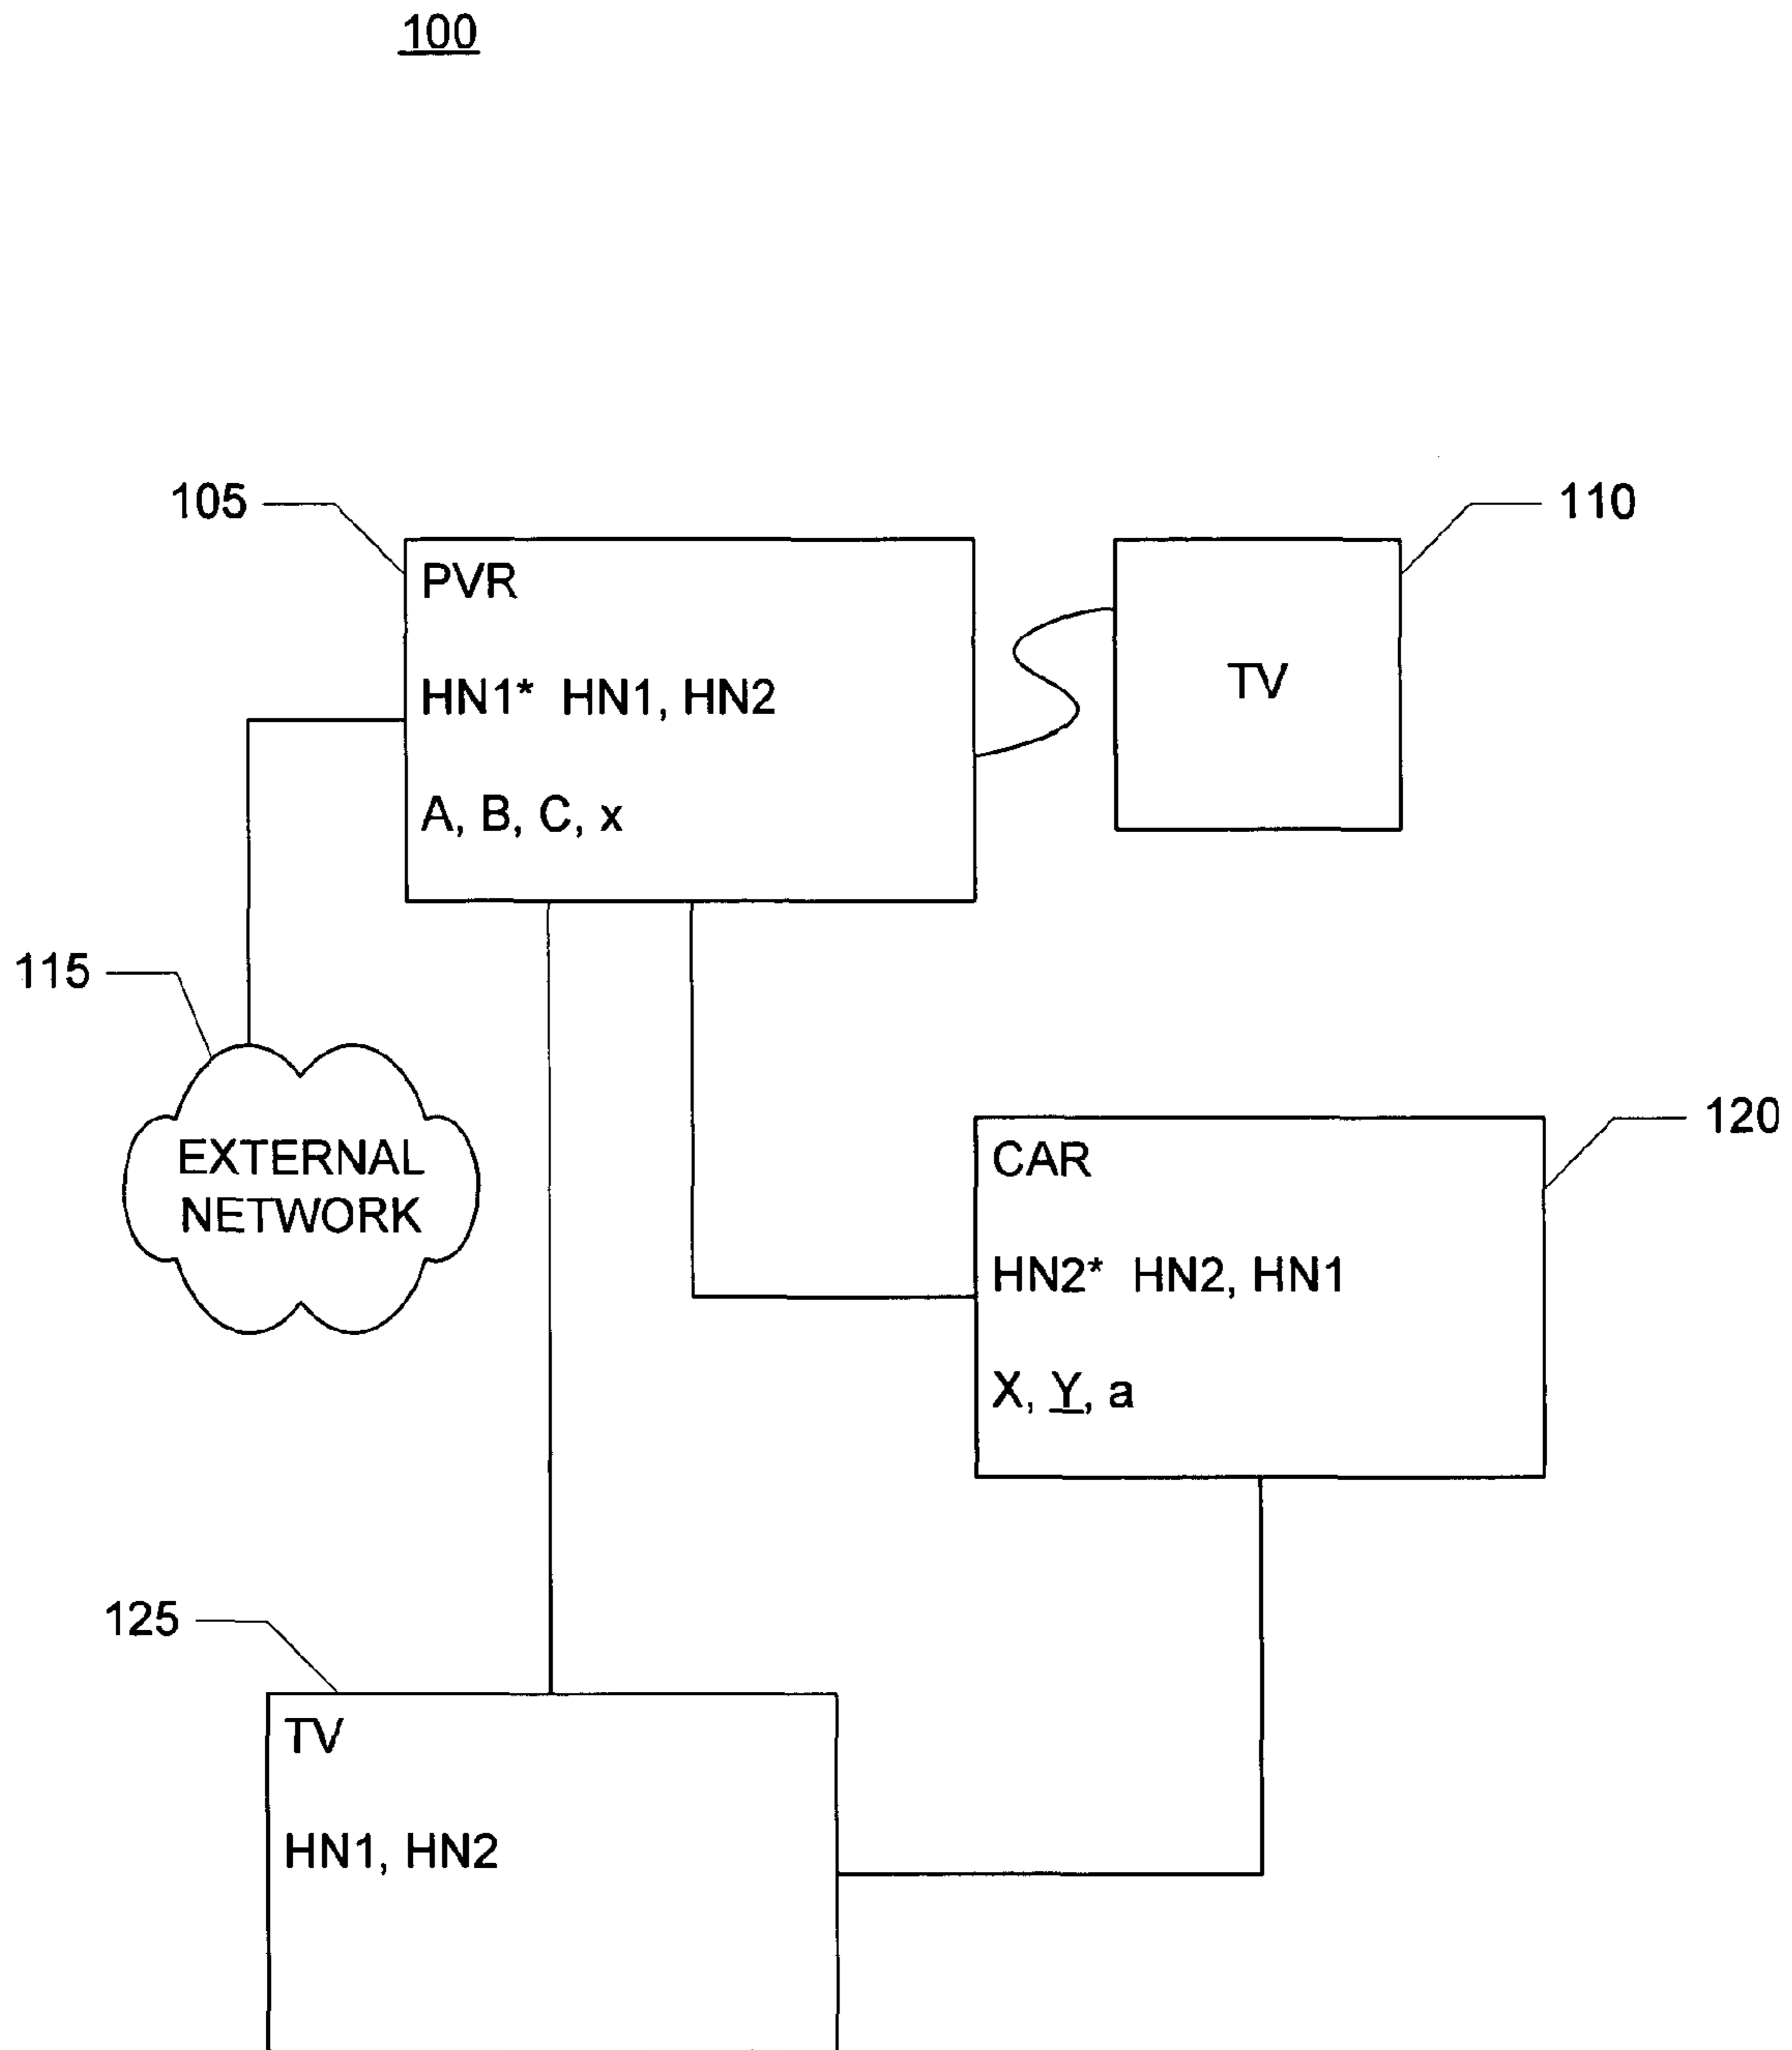 100
105
110
PVR
HN1* HN1, HN2
A, B, C, x
TV
115
EXTERNAL
NETWORK
120
CAR
HN2* HN2, HN1
X, Y, a
125
TV
HN1, HN2